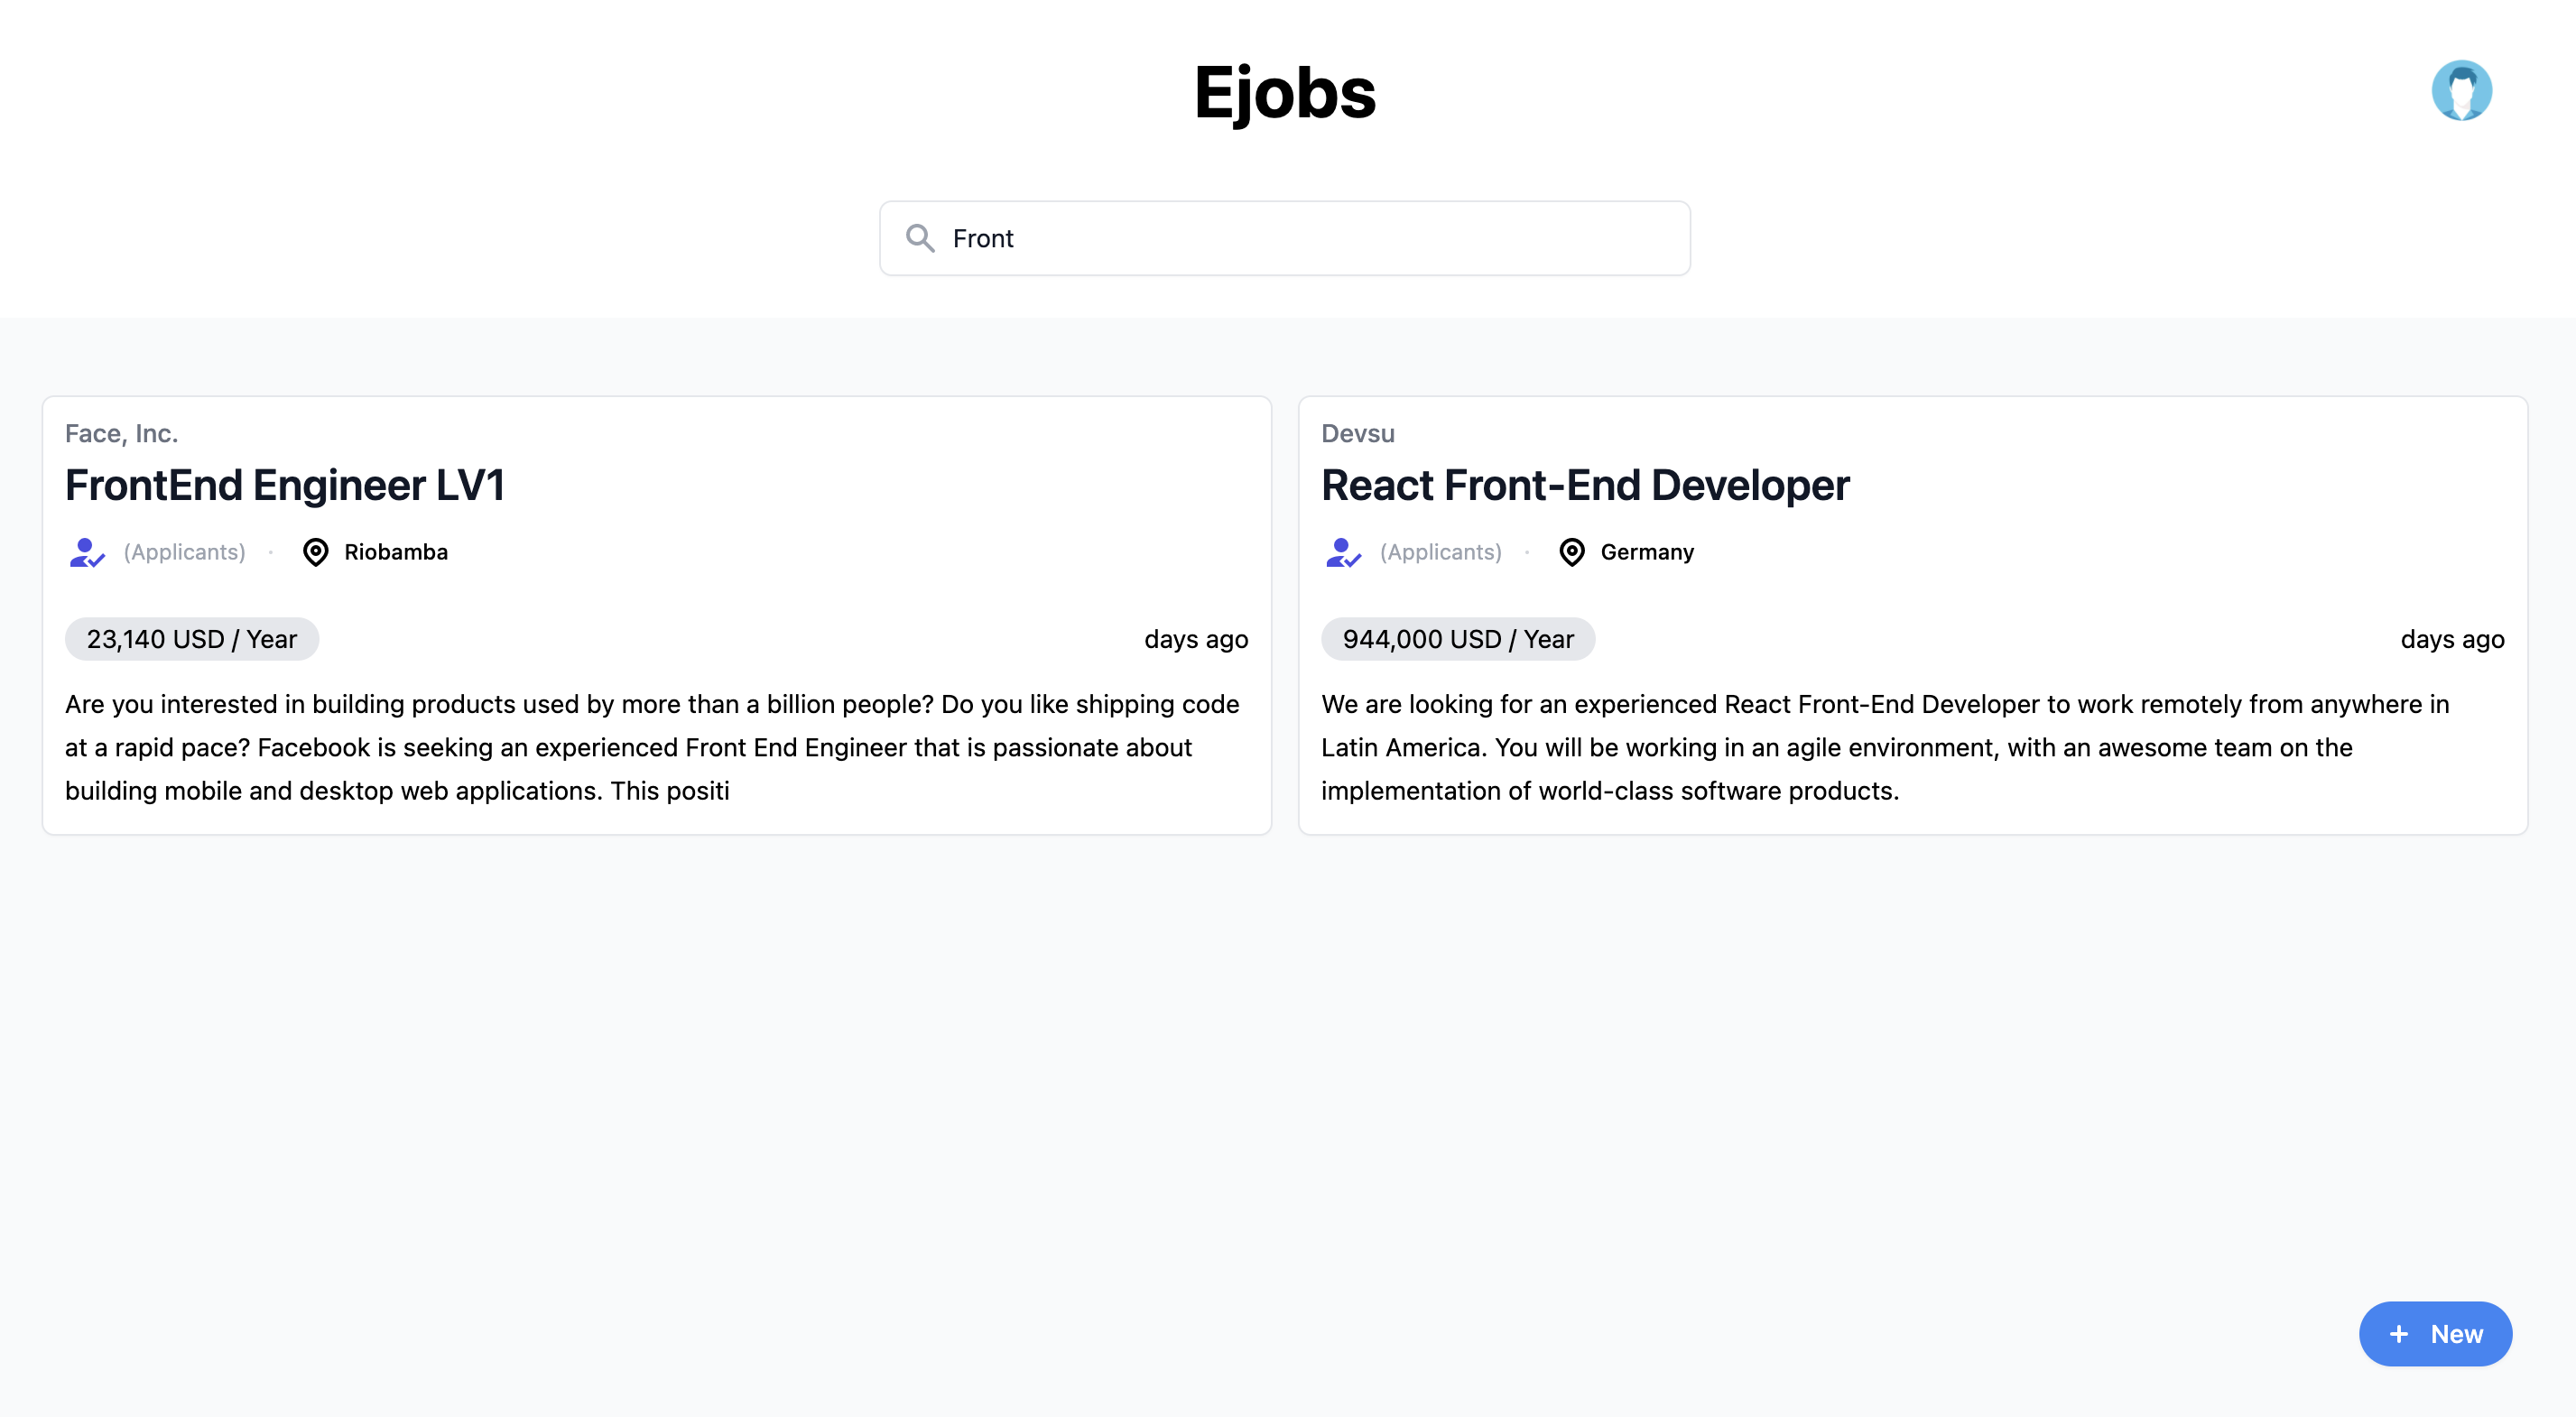 Ejobs
Front
Face, Inc.
FrontEnd Engineer LV1
(Applicants) · Riobamba
23,140 USD / Year
days ago
Are you interested in building products used by more than a billion people? Do you like shipping code
at a rapid pace? Facebook is seeking an experienced Front End Engineer that is passionate about
building mobile and desktop web applications. This positi
Devsu
React Front-End Developer
(Applicants) · Germany
944,000 USD / Year
days ago
We are looking for an experienced React Front-End Developer to work remotely from anywhere in
Latin America. You will be working in an agile environment, with an awesome team on the
implementation of world-class software products.
+ New